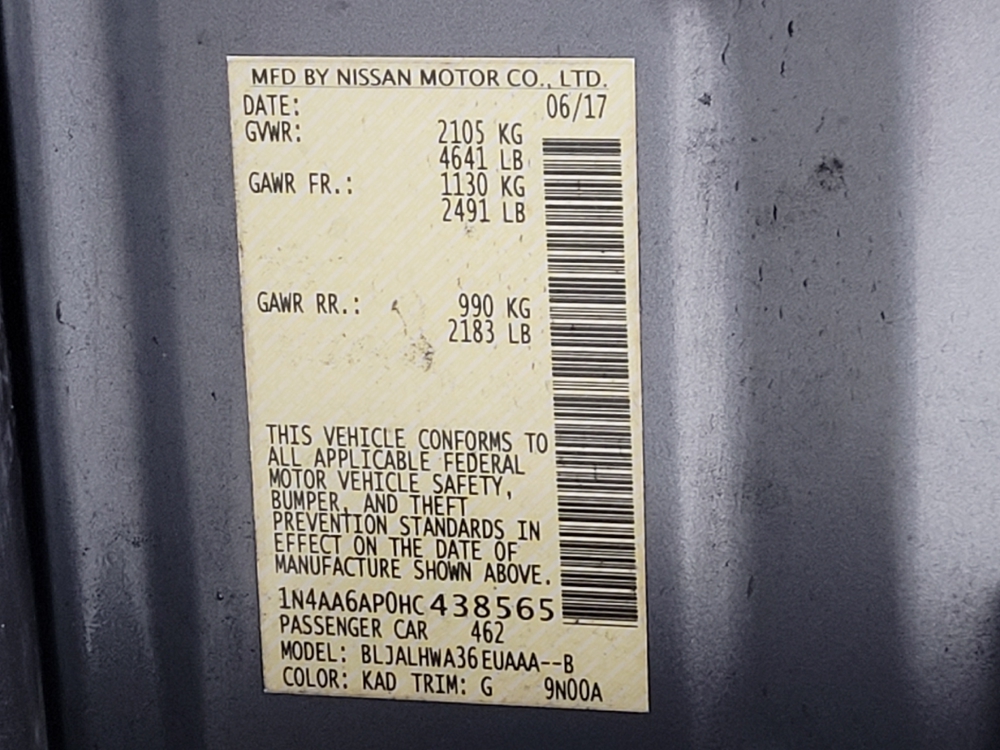 MFD BY NISSAN MOTOR CO., LTD.
DATE: 06/17
GVWR: 2105 KG
4641 LB
GAWR FR.: 1130 KG
2491 LB
GAWR RR.: 990 KG
2183 LB
THIS VEHICLE CONFORMS TO
ALL APPLICABLE FEDERAL
MOTOR VEHICLE SAFETY,
BUMPER, AND THEFT
PREVENTION STANDARDS IN
EFFECT ON THE DATE OF
MANUFACTURE SHOWN ABOVE.
1N4AA6AP0HC438565
PASSENGER CAR 462
MODEL: BLJALHWA36EUAAA--B
COLOR: KAD TRIM: G 9N00A